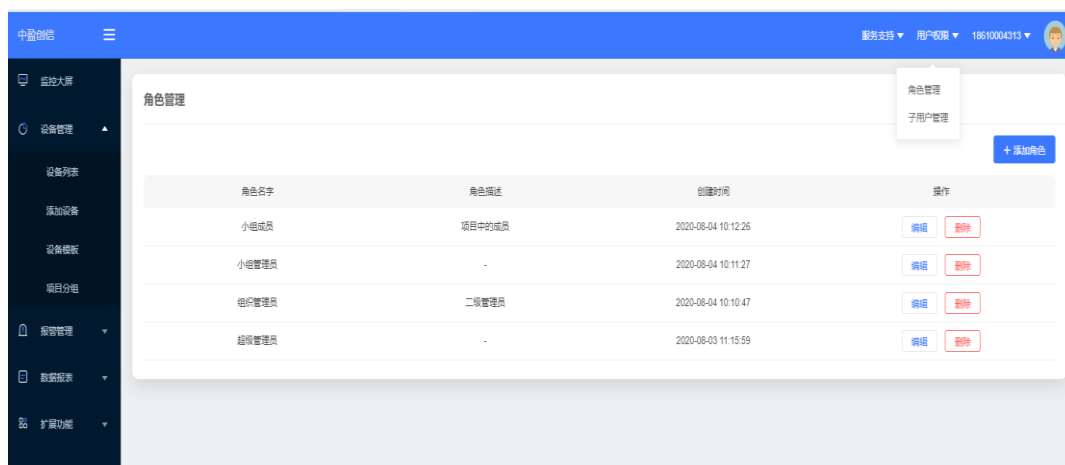 中盈创信
服务支持 ▼ 用户权限 ▼ 18610004313 ▼
监控大屏
设备管理
设备列表
添加设备
设备模板
项目分组
报警管理
数据报表
扩展功能
角色管理
子用户管理
角色管理
+ 添加角色
角色名字 角色描述 创建时间 操作
小组成员 项目中的成员 2020-08-04 10:12:26 编辑 删除
小组管理员 - 2020-08-04 10:11:27 编辑 删除
组织管理员 二级管理员 2020-08-04 10:10:47 编辑 删除
超级管理员 - 2020-08-03 11:15:59 编辑 删除